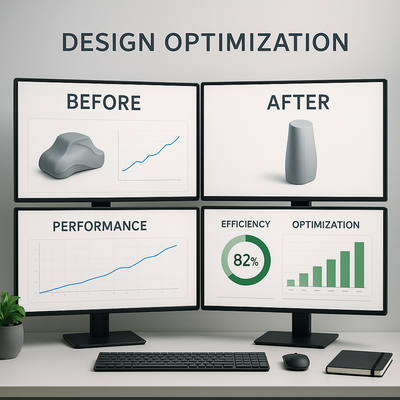 DESIGN OPTIMIZATION
BEFORE
AFTER
PERFORMANCE
EFFICIENCY
82%
OPTIMIZATION